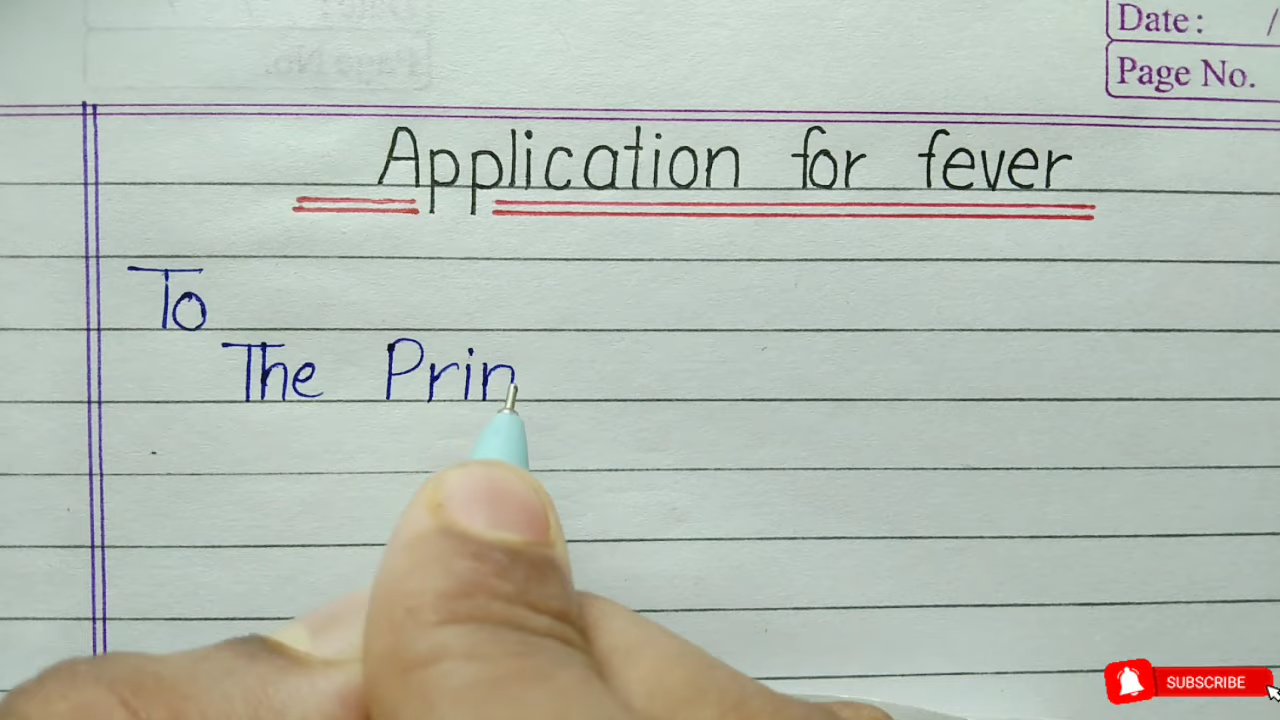 Date: /
Page No.
Application for fever
To
The Prin
SUBSCRIBE